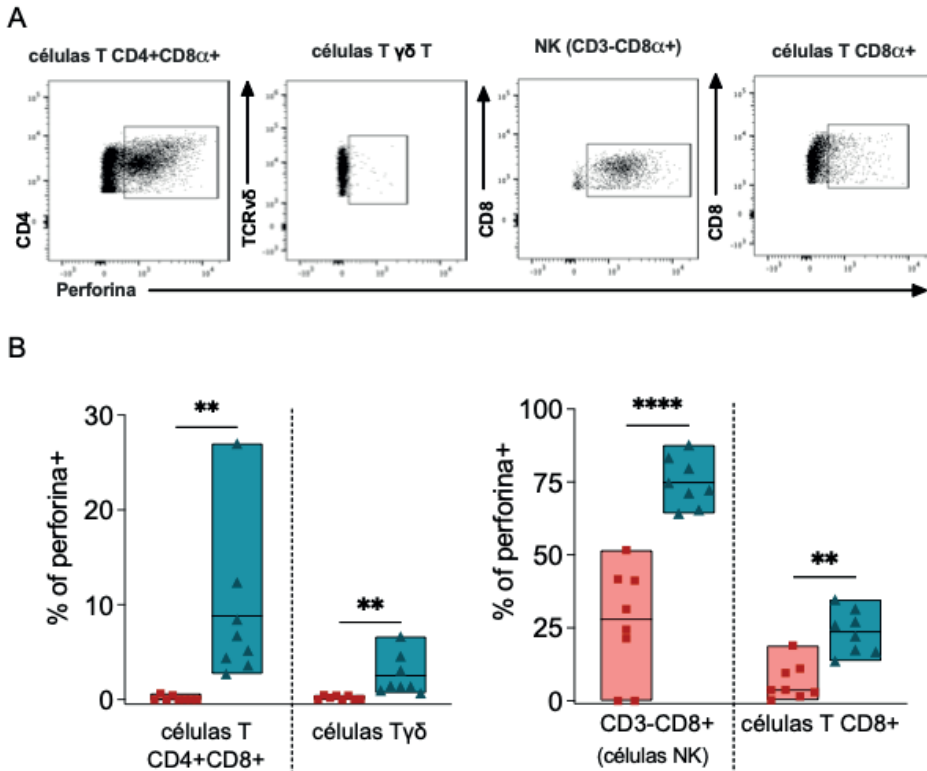 A
células T CD4+CD8α+
células T γδ T
NK (CD3-CD8α+)
células T CD8α+
CD4
TCRγδ
CD8
CD8
Perforina
B
% of perforina+
30
20
10
0
**
**
células T
CD4+CD8+
células Tγδ
% of perforina+
100
75
50
25
0
****
**
CD3-CD8+
(células NK)
células T CD8+